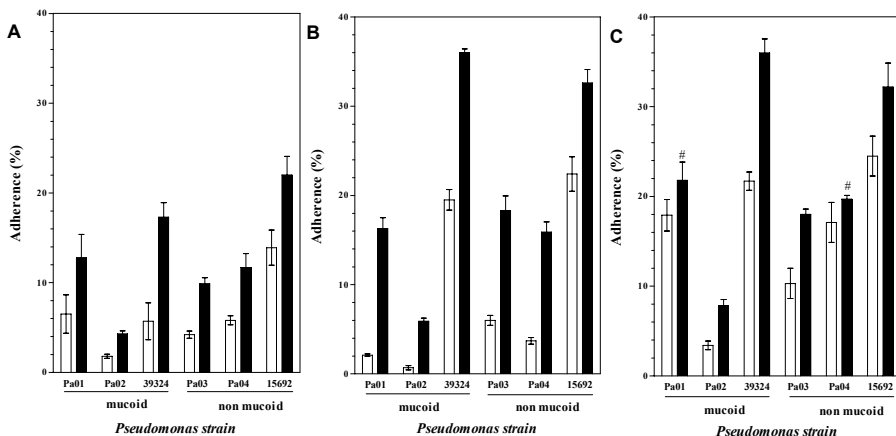 A
40
30
20
10
0
Adherence (%)
Pa01 Pa02 39324 Pa03 Pa04 15692
mucoid non mucoid
Pseudomonas strain
B
40
30
20
10
0
Adherence (%)
Pa01 Pa02 39324 Pa03 Pa04 15692
mucoid non mucoid
Pseudomonas strain
C
40
30
20
10
0
Adherence (%)
# #
Pa01 Pa02 39324 Pa03 Pa04 15692
mucoid non mucoid
Pseudomonas strain